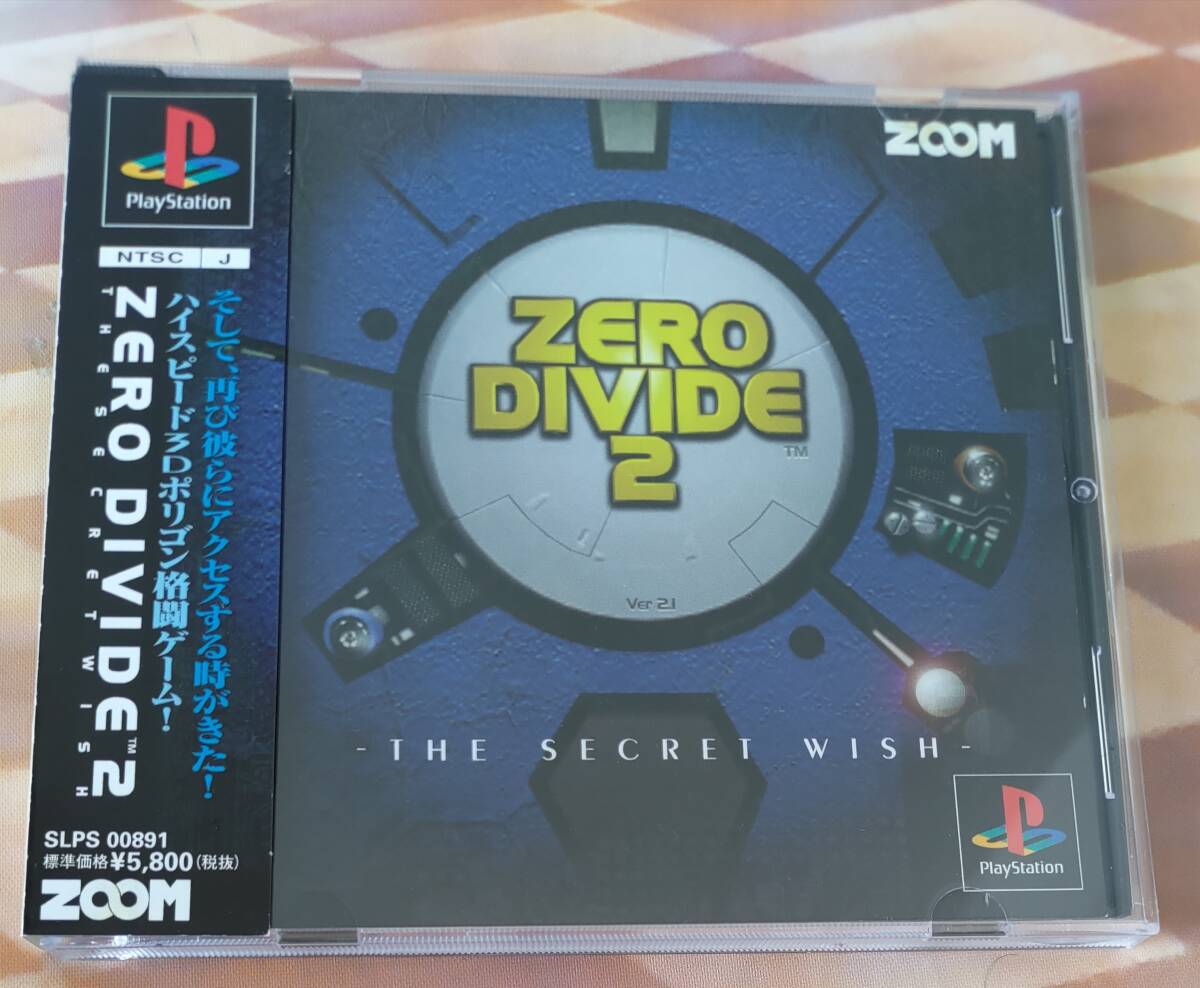 PlayStation
NTSC J
そして、再び彼らにアクセスする時がきた!
ハイスピード3Dポリゴン格闘ゲーム!
ZERO DIVIDE™ 2
THE SECRET WISH
SLPS 00891
標準価格¥5,800(税抜)
ZOOM
ZOOM
ZERO
DIVIDE
2
TM
Ver 2.1
-THE SECRET WISH-
PlayStation